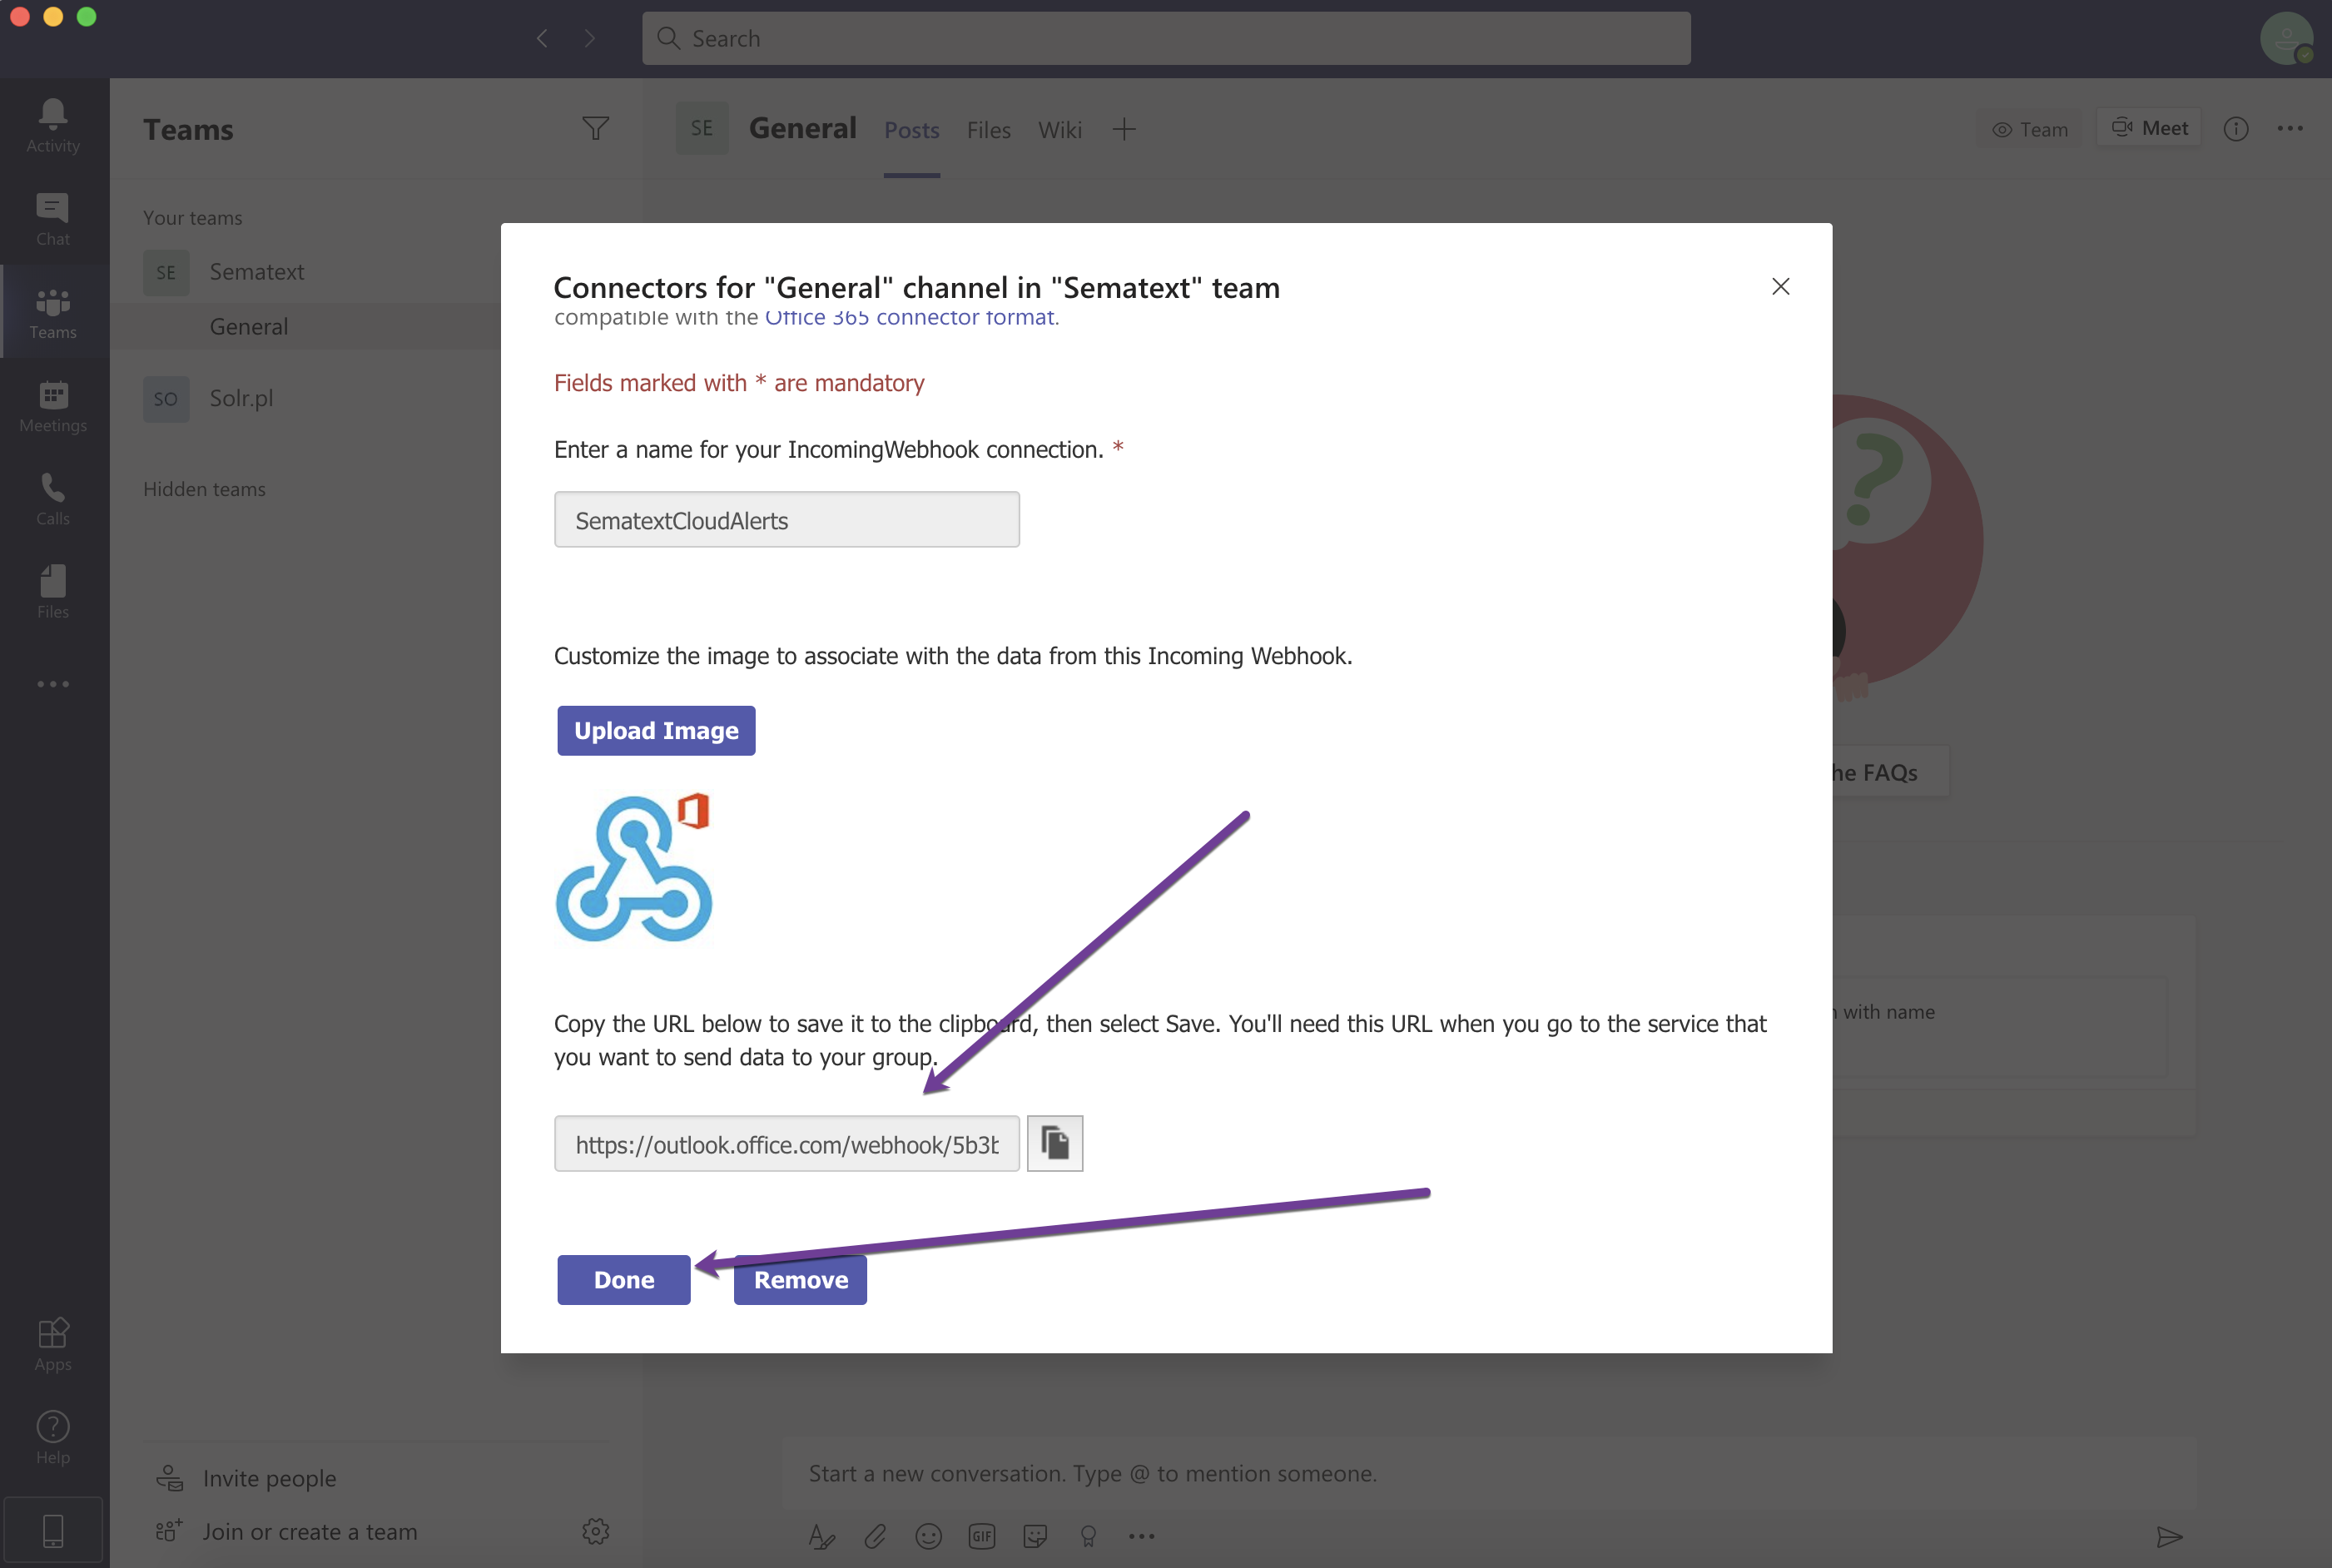 Search
Activity
Chat
Teams
Meetings
Calls
Files
Apps
Help
Teams
Your teams
SE Sematext
General
SO Solr.pl
Hidden teams
Invite people
Join or create a team
SE General Posts Files Wiki
Team Meet
Connectors for "General" channel in "Sematext" team
compatible with the Office 365 connector format.
Fields marked with * are mandatory
Enter a name for your IncomingWebhook connection. *
SematextCloudAlerts
Customize the image to associate with the data from this Incoming Webhook.
Upload Image
Copy the URL below to save it to the clipboard, then select Save. You'll need this URL when you go to the service that
you want to send data to your group.
https://outlook.office.com/webhook/5b3b
Done Remove
he FAQs
with name
Start a new conversation. Type @ to mention someone.
GIF